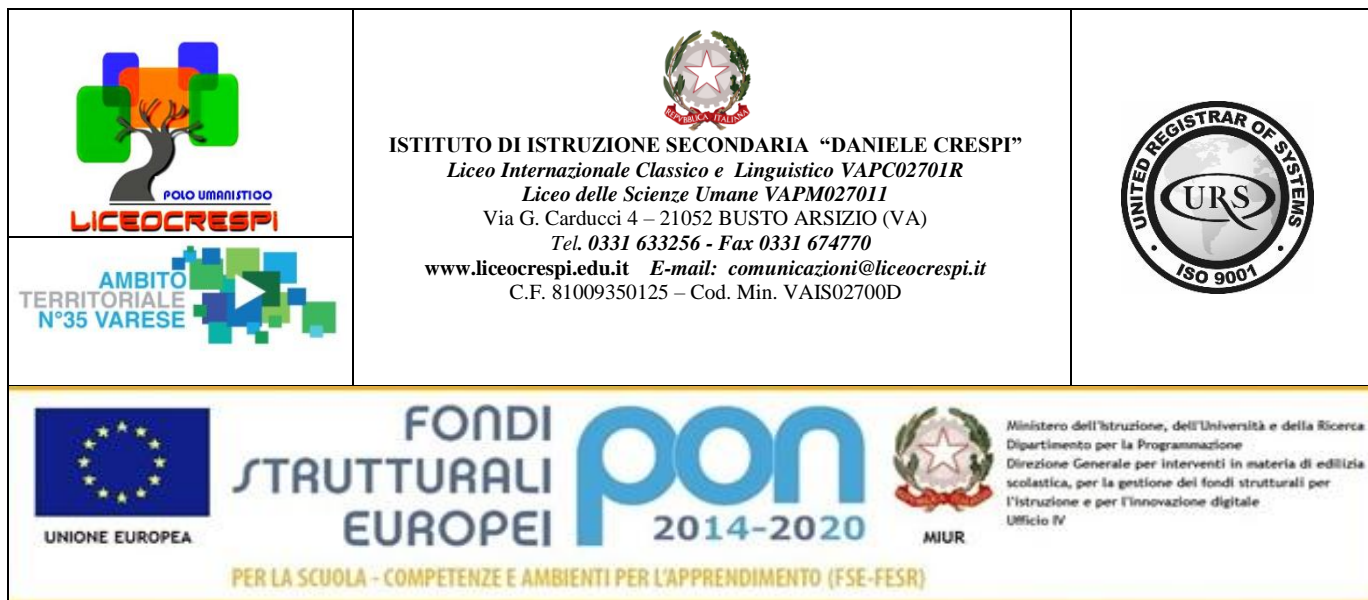 POLO UMANISTICO
LICEOCRESPI
AMBITO
TERRITORIALE
N°35 VARESE
REPVBBLICA ITALIANA
ISTITUTO DI ISTRUZIONE SECONDARIA “DANIELE CRESPI”
Liceo Internazionale Classico e Linguistico VAPC02701R
Liceo delle Scienze Umane VAPM027011
Via G. Carducci 4 – 21052 BUSTO ARSIZIO (VA)
Tel. 0331 633256 - Fax 0331 674770
www.liceocrespi.edu.it E-mail: comunicazioni@liceocrespi.it
C.F. 81009350125 – Cod. Min. VAIS02700D
UNITED REGISTRAR OF SYSTEMS
URS
ISO 9001
UNIONE EUROPEA
FONDI
STRUTTURALI
EUROPEI
pon
2014-2020
MIUR
Ministero dell'Istruzione, dell'Università e della Ricerca
Dipartimento per la Programmazione
Direzione Generale per interventi in materia di edilizia
scolastica, per la gestione dei fondi strutturali per
l'istruzione e per l'innovazione digitale
Ufficio IV
PER LA SCUOLA - COMPETENZE E AMBIENTI PER L'APPRENDIMENTO (FSE-FESR)